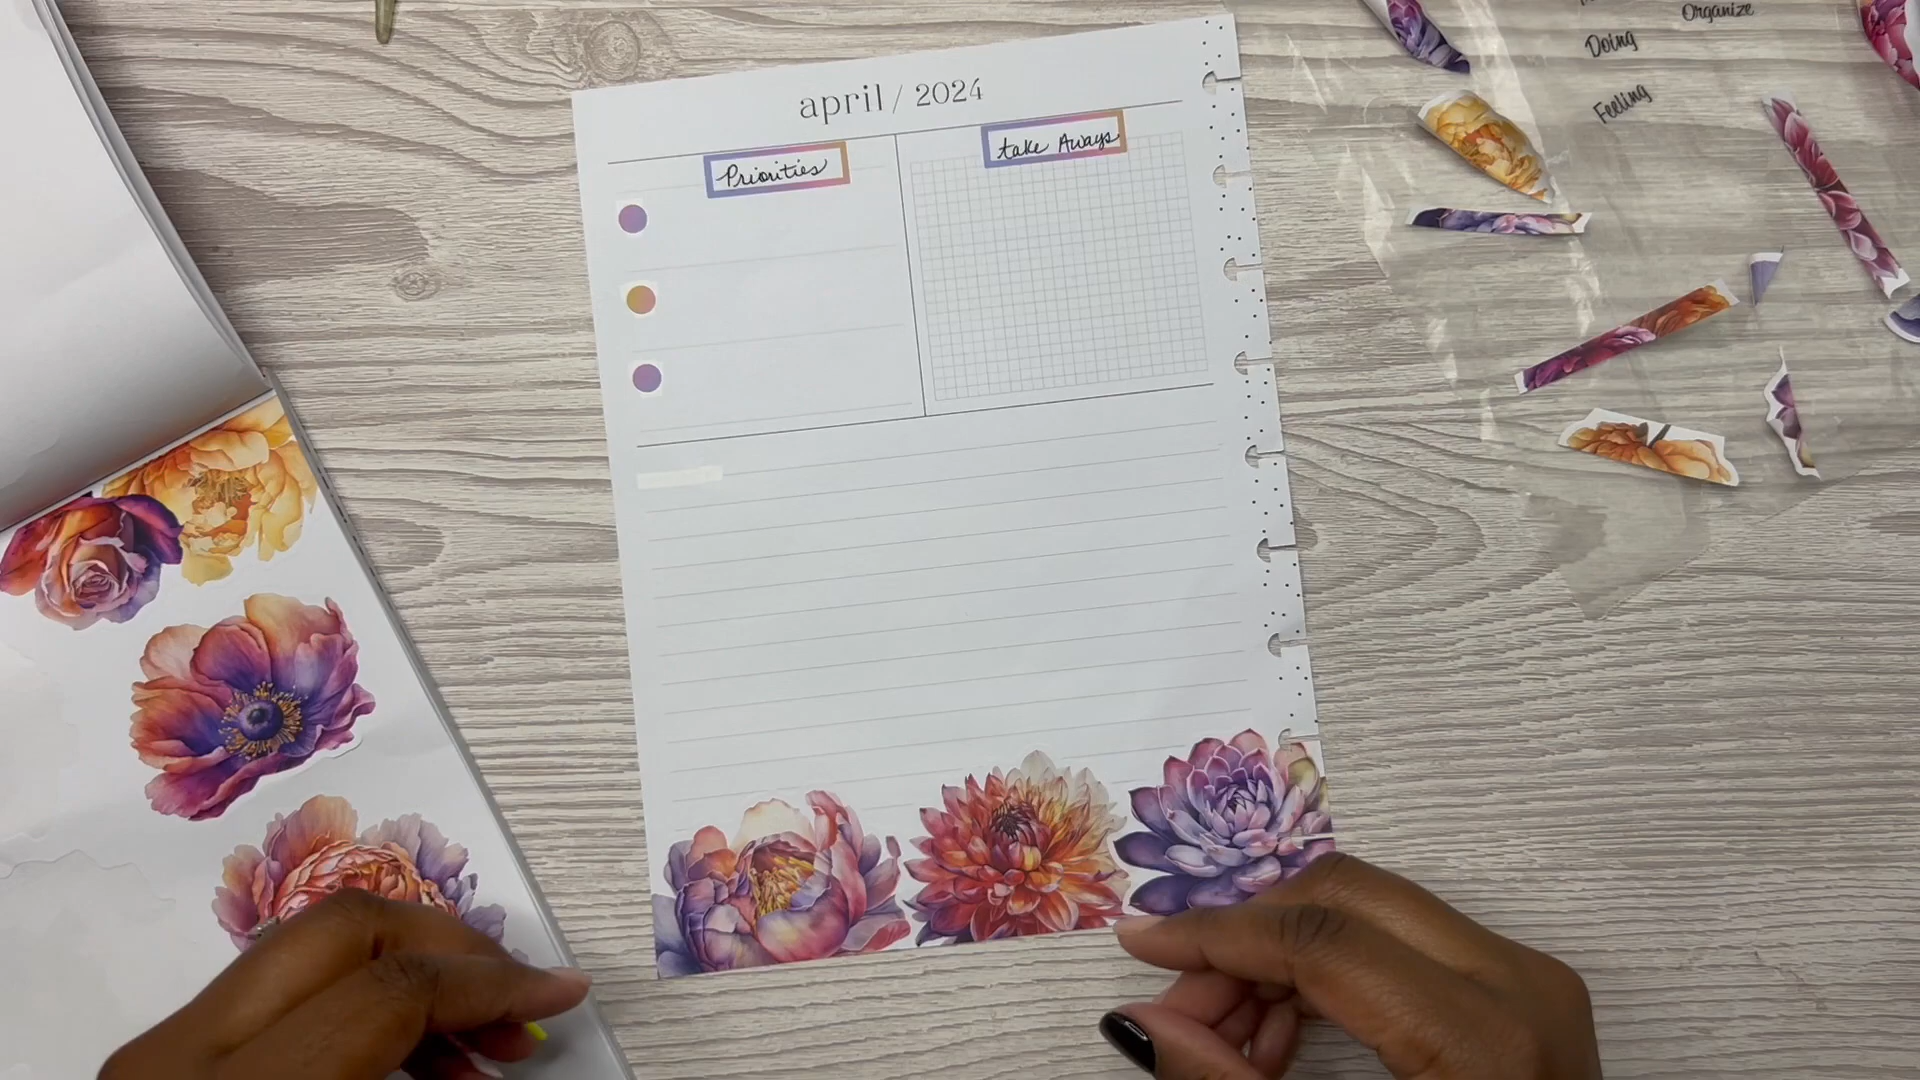 april / 2024
Priorities
take Aways
Organize
Doing
Feeling